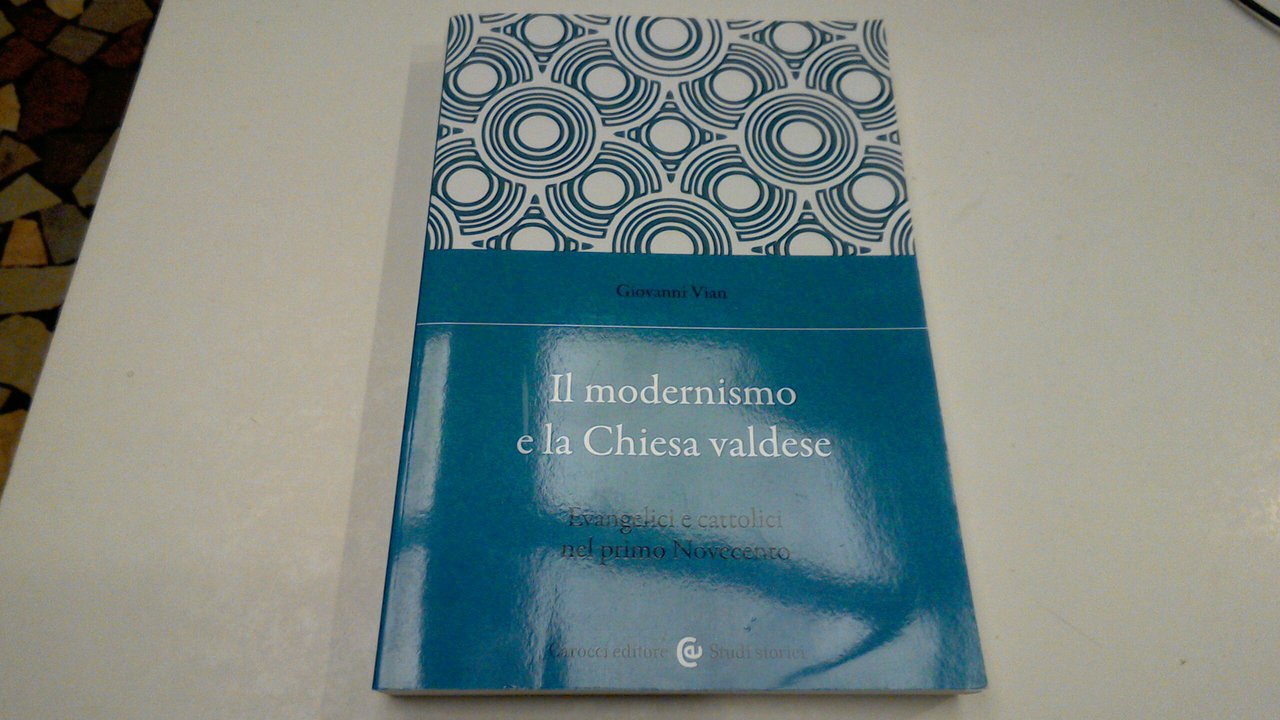 Giovanni Vian
Il modernismo
e la Chiesa valdese
Evangelici e cattolici
nel primo Novecento
Carocci editore Studi storici